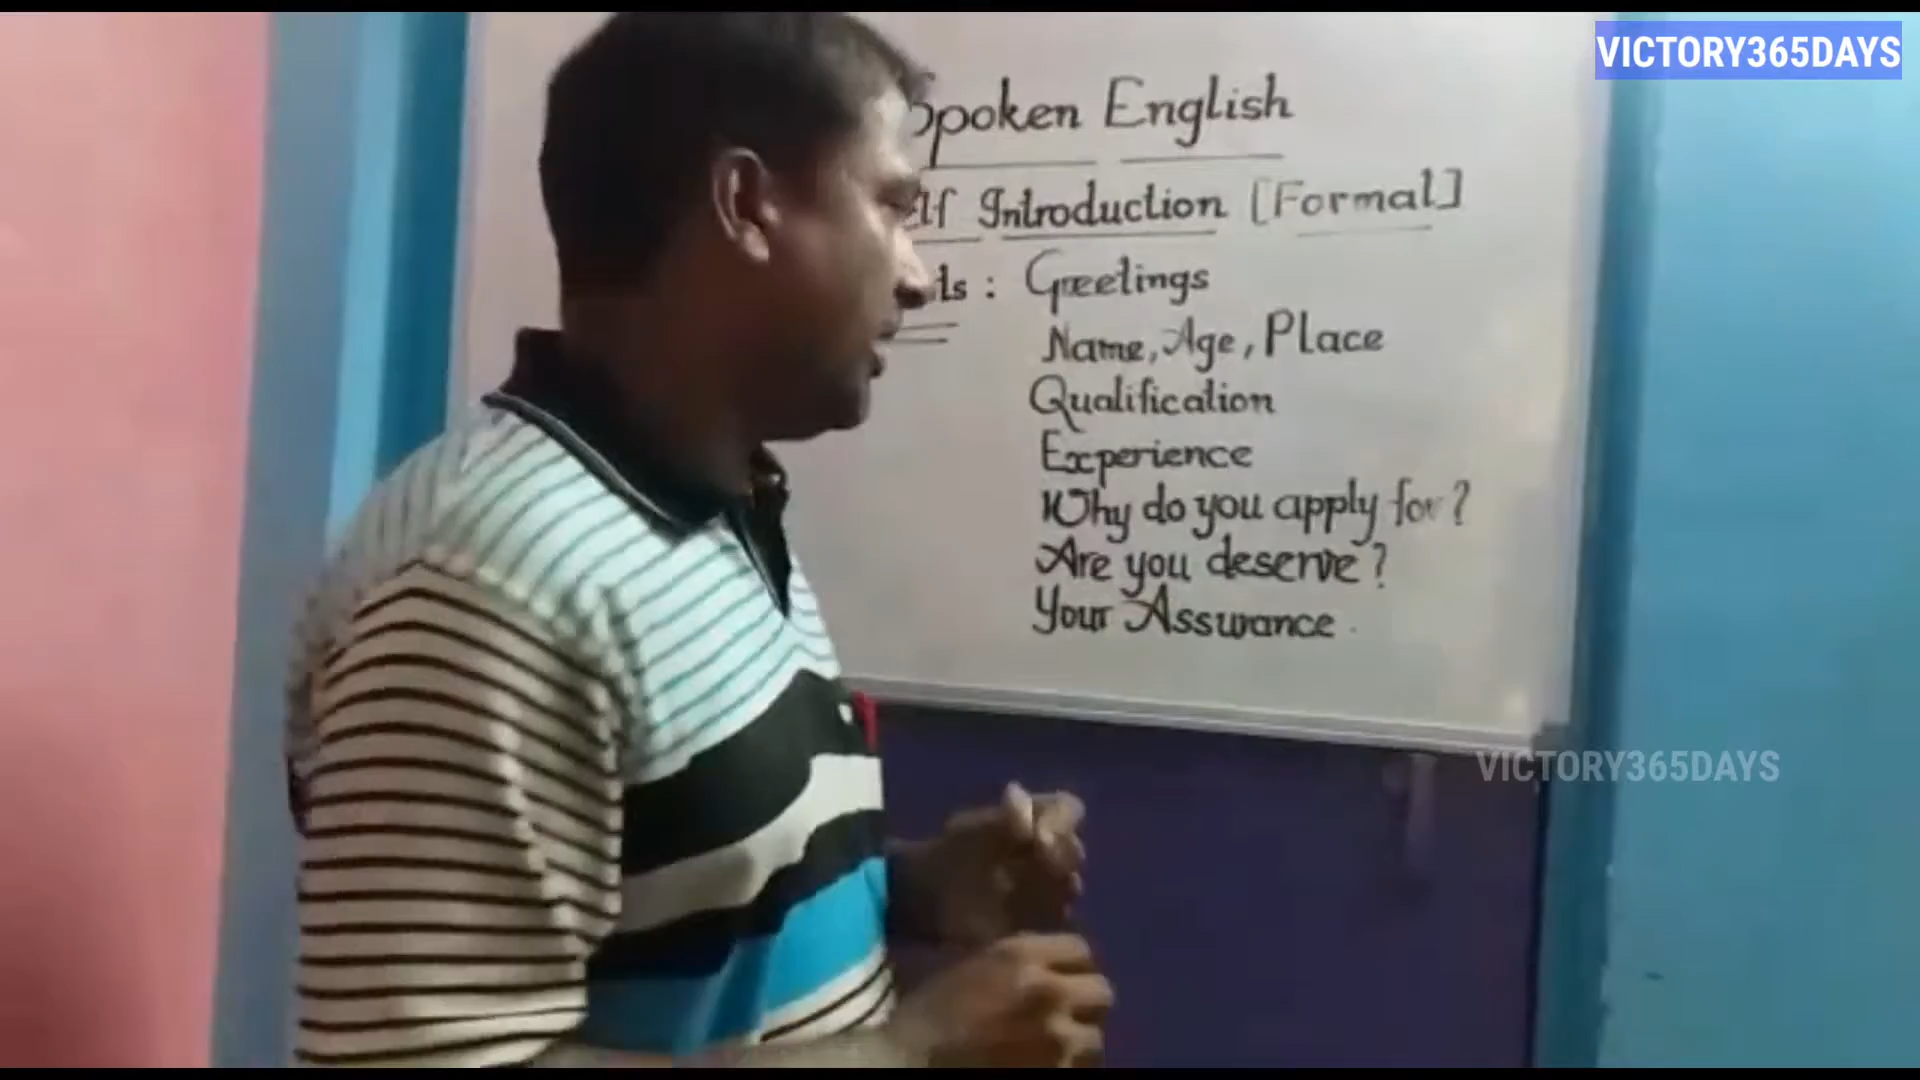 VICTORY365DAYS
Spoken English
Self Introduction [Formal]
: Greetings
Name, Age, Place
Qualification
Experience
Why do you apply for?
Are you deserve?
Your Assurance.
VICTORY365DAYS